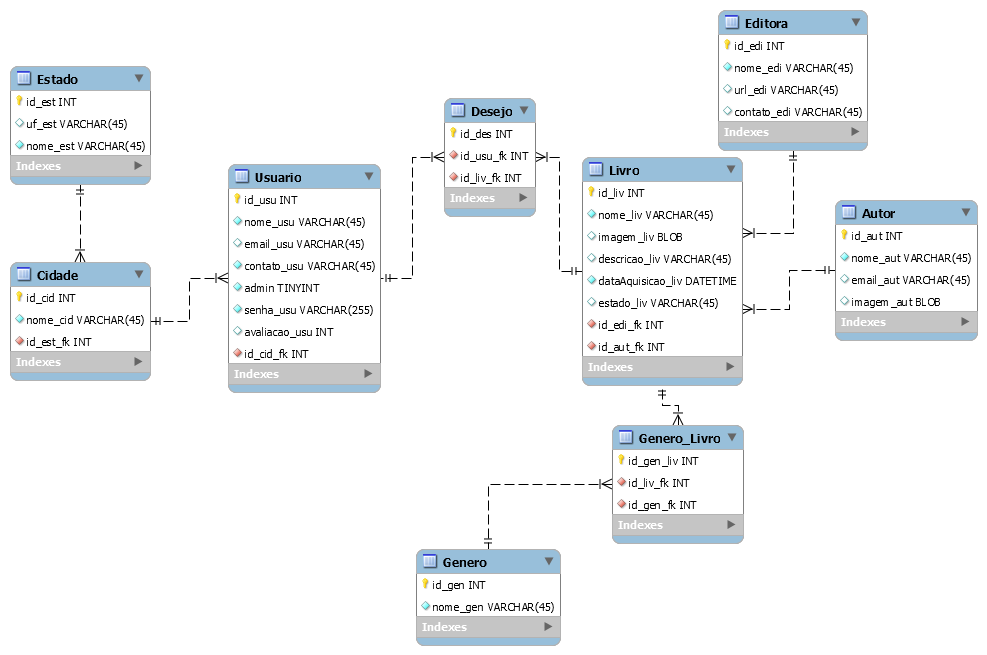 Editora
id_edi INT
nome_edi VARCHAR(45)
url_edi VARCHAR(45)
contato_edi VARCHAR(45)
Indexes
Estado
id_est INT
uf_est VARCHAR(45)
nome_est VARCHAR(45)
Indexes
Desejo
id_des INT
id_usu_fk INT
id_liv_fk INT
Indexes
Usuario
id_usu INT
nome_usu VARCHAR(45)
email_usu VARCHAR(45)
contato_usu VARCHAR(45)
admin TINYINT
senha_usu VARCHAR(255)
avaliacao_usu INT
id_cid_fk INT
Indexes
Livro
id_liv INT
nome_liv VARCHAR(45)
imagem_liv BLOB
descricao_liv VARCHAR(45)
dataAquisicao_liv DATETIME
estado_liv VARCHAR(45)
id_edi_fk INT
id_aut_fk INT
Indexes
Autor
id_aut INT
nome_aut VARCHAR(45)
email_aut VARCHAR(45)
imagem_aut BLOB
Indexes
Cidade
id_cid INT
nome_cid VARCHAR(45)
id_est_fk INT
Indexes
Genero_Livro
id_gen_liv INT
id_liv_fk INT
id_gen_fk INT
Indexes
Genero
id_gen INT
nome_gen VARCHAR(45)
Indexes